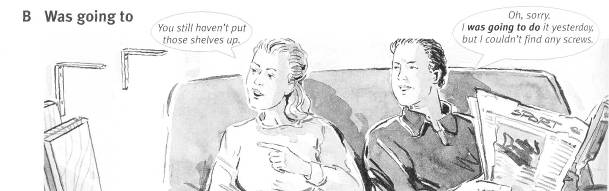 B Was going to
You still haven't put
those shelves up.
Oh, sorry.
I was going to do it yesterday,
but I couldn't find any screws.
SPORT